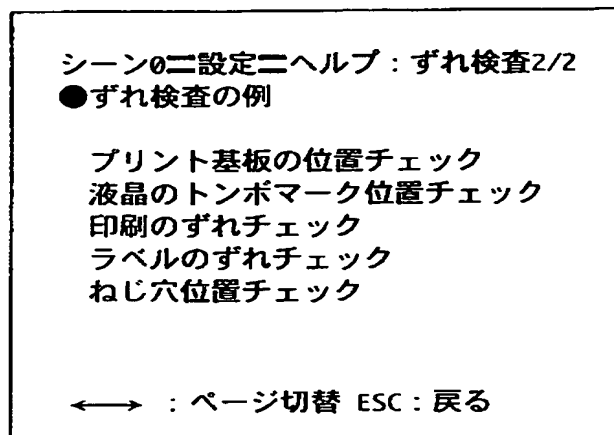 シーン0＝設定＝ヘルプ：ずれ検査2/2
●ずれ検査の例
プリント基板の位置チェック
液晶のトンボマーク位置チェック
印刷のずれチェック
ラベルのずれチェック
ねじ穴位置チェック
←→ ：ページ切替 ESC：戻る